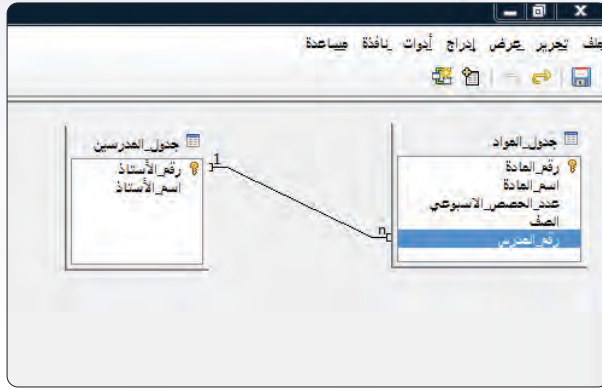 ملف تحرير عرض إدراج أدوات نافذة مساعدة
جدول_المواد
رقم_المادة
اسم_المادة
عدد_الحصص_الاسبوعي
الصف
رقم_المدرس
جدول_المدرسين
رقم_الأستاذ
اسم_الأستاذ
1
n